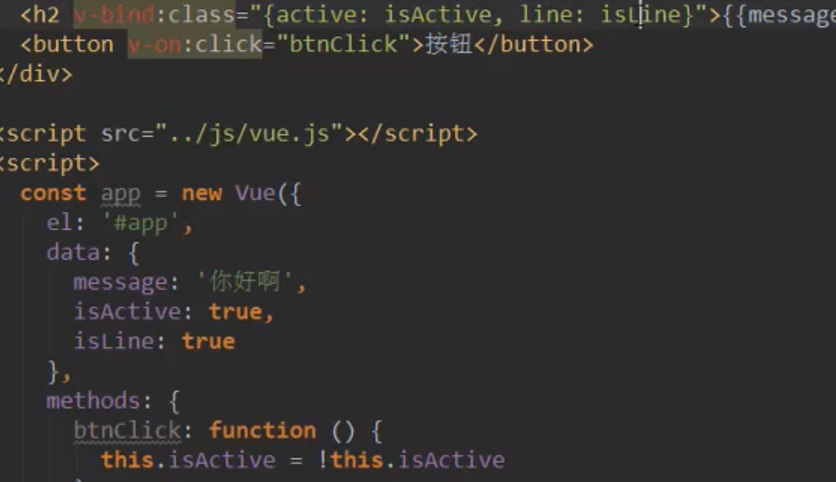 <h2 v-bind:class="{active: isActive, line: isLine}">{{message
<button v-on:click="btnClick">按钮</button>
</div>
<script src="../js/vue.js"></script>
<script>
const app = new Vue({
el: '#app',
data: {
message: '你好啊',
isActive: true,
isLine: true
},
methods: {
btnClick: function () {
this.isActive = !this.isActive